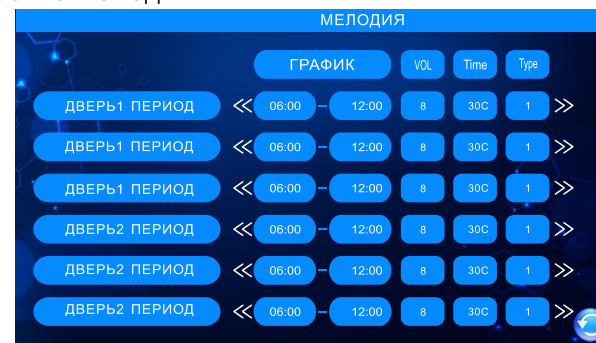 МЕЛОДИЯ
ГРАФИК VOL Time Type
ДВЕРЬ1 ПЕРИОД 06:00 – 12:00 8 30С 1
ДВЕРЬ1 ПЕРИОД 06:00 – 12:00 8 30С 1
ДВЕРЬ1 ПЕРИОД 06:00 – 12:00 8 30С 1
ДВЕРЬ2 ПЕРИОД 06:00 – 12:00 8 30С 1
ДВЕРЬ2 ПЕРИОД 06:00 – 12:00 8 30С 1
ДВЕРЬ2 ПЕРИОД 06:00 – 12:00 8 30С 1